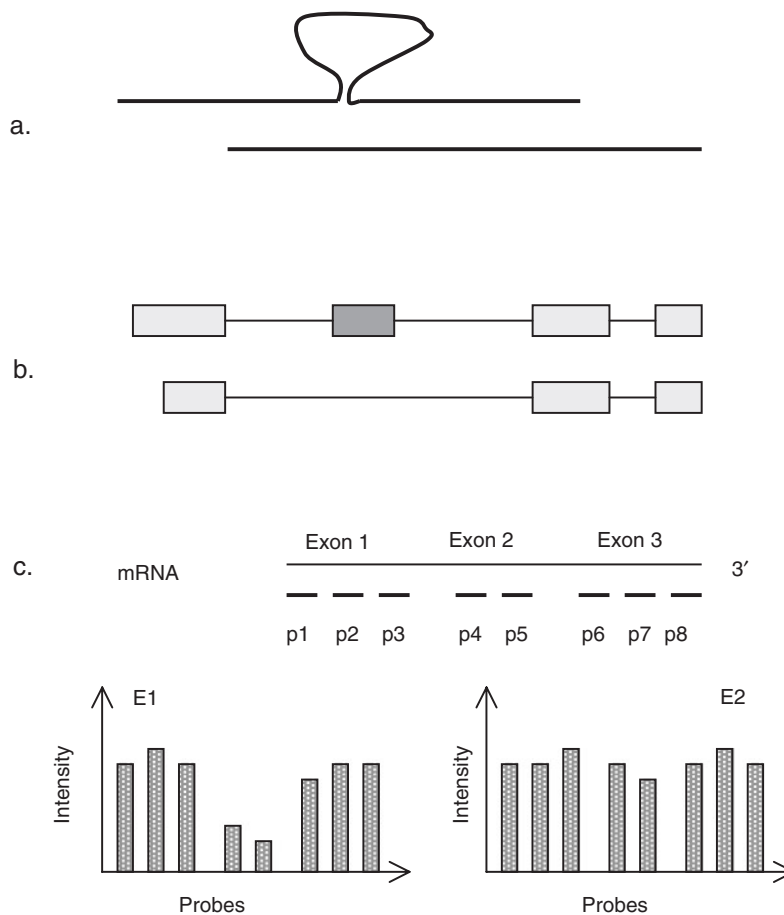 a.
b.
Exon 1 Exon 2 Exon 3
c. mRNA 3′
p1 p2 p3 p4 p5 p6 p7 p8
E1 E2
Intensity Intensity
Probes Probes